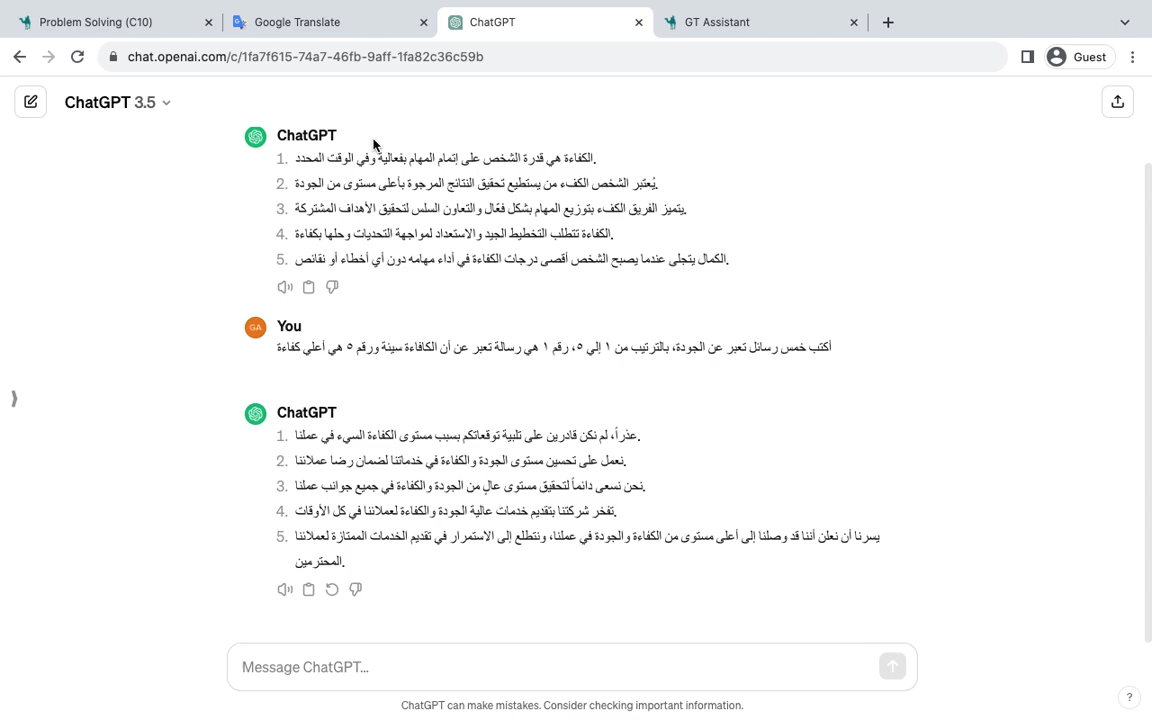 Problem Solving (C10)
Google Translate
ChatGPT
GT Assistant
chat.openai.com/c/1fa7f615-74a7-46fb-9aff-1fa82c36c59b
Guest
ChatGPT 3.5
ChatGPT
1. الكفاءة هي قدرة الشخص على إتمام المهام بفعالية وفي الوقت المحدد.
2. يُعتبر الشخص الكفء من يستطيع تحقيق النتائج المرجوة بأعلى مستوى من الجودة.
3. يتميز الفريق الكفء بتوزيع المهام بشكل فعّال والتعاون السلس لتحقيق الأهداف المشتركة.
4. الكفاءة تتطلب التخطيط الجيد والاستعداد لمواجهة التحديات وحلها بكفاءة.
5. الكمال يتجلى عندما يصبح الشخص أقصى درجات الكفاءة في أداء مهامه دون أي أخطاء أو نقائص.
GA
You
أكتب خمس رسائل تعبر عن الجودة، بالترتيب من ١ إلي ٥، رقم ١ هي رسالة تعبر عن أن الكافاءة سيئة ورقم ٥ هي أعلي كفاءة
ChatGPT
1. عذراً، لم نكن قادرين على تلبية توقعاتكم بسبب مستوى الكفاءة السيء في عملنا.
2. نعمل على تحسين مستوى الجودة والكفاءة في خدماتنا لضمان رضا عملائنا.
3. نحن نسعى دائماً لتحقيق مستوى عالٍ من الجودة والكفاءة في جميع جوانب عملنا.
4. تفخر شركتنا بتقديم خدمات عالية الجودة والكفاءة لعملائنا في كل الأوقات.
5. يسرنا أن نعلن أننا قد وصلنا إلى أعلى مستوى من الكفاءة والجودة في عملنا، ونتطلع إلى الاستمرار في تقديم الخدمات الممتازة لعملائنا
المحترمين.
Message ChatGPT...
ChatGPT can make mistakes. Consider checking important information.
?